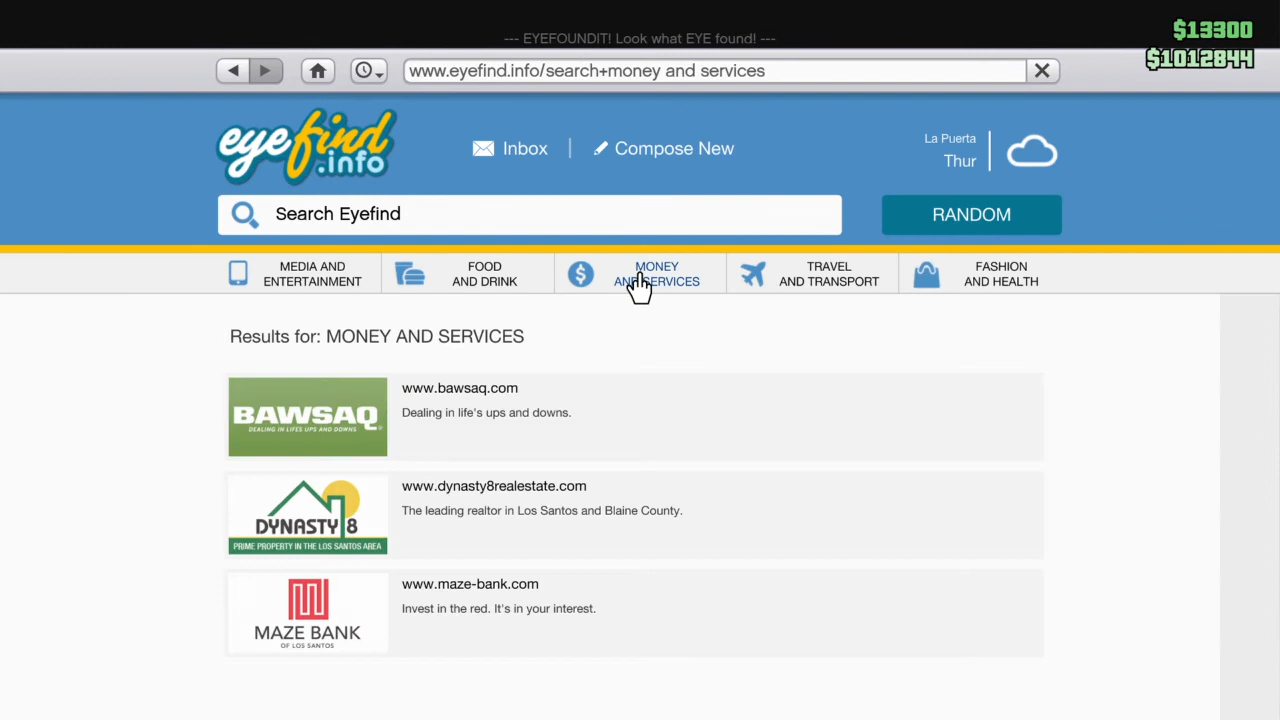 --- EYEFOUNDIT! Look what EYE found! ---
$13300
$1012844
www.eyefind.info/search+money and services
eyefind
.info
Inbox
Compose New
La Puerta
Thur
Search Eyefind
RANDOM
MEDIA AND
ENTERTAINMENT
FOOD
AND DRINK
MONEY
AND SERVICES
TRAVEL
AND TRANSPORT
FASHION
AND HEALTH
Results for: MONEY AND SERVICES
BAWSAQ
DEALING IN LIFES UPS AND DOWNS
www.bawsaq.com
Dealing in life's ups and downs.
DYNASTY 8
PRIME PROPERTY IN THE LOS SANTOS AREA
www.dynasty8realestate.com
The leading realtor in Los Santos and Blaine County.
MAZE BANK
OF LOS SANTOS
www.maze-bank.com
Invest in the red. It's in your interest.